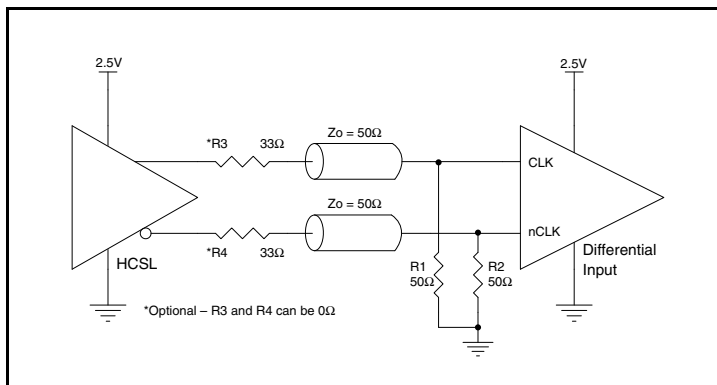 2.5V
2.5V
*R3 33Ω
Zo = 50Ω
CLK
Zo = 50Ω
nCLK
*R4 33Ω
HCSL
R1
50Ω
R2
50Ω
Differential
Input
*Optional – R3 and R4 can be 0Ω